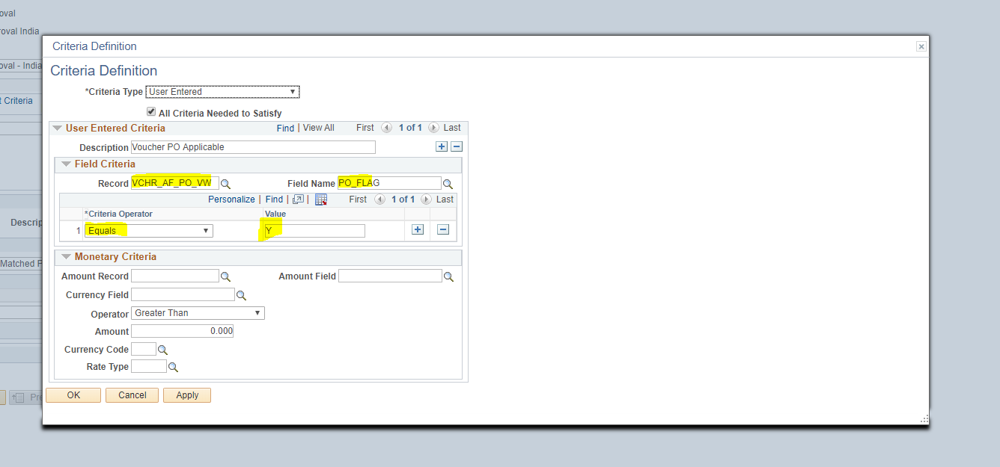 oval
roval India
Criteria Definition
oval - India
Criteria Definition
*Criteria Type User Entered
t Criteria
All Criteria Needed to Satisfy
User Entered Criteria Find | View All First 1 of 1 Last
Description Voucher PO Applicable
Field Criteria
Record VCHR_AF_PO_VW Field Name PO_FLAG
Personalize | Find | | First 1 of 1 Last
*Criteria Operator Value
Descrip
1 Equals Y
Monetary Criteria
Matched P
Amount Record Amount Field
Currency Field
Operator Greater Than
Amount 0.000
Currency Code
Rate Type
OK Cancel Apply
Pre